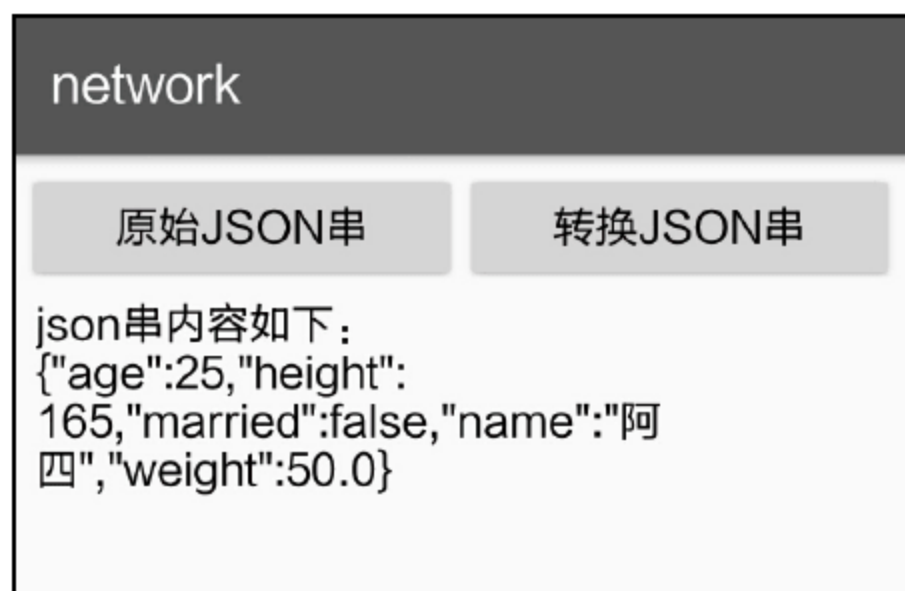 network
原始JSON串 转换JSON串
json串内容如下：
{"age":25,"height":
165,"married":false,"name":"阿
四","weight":50.0}